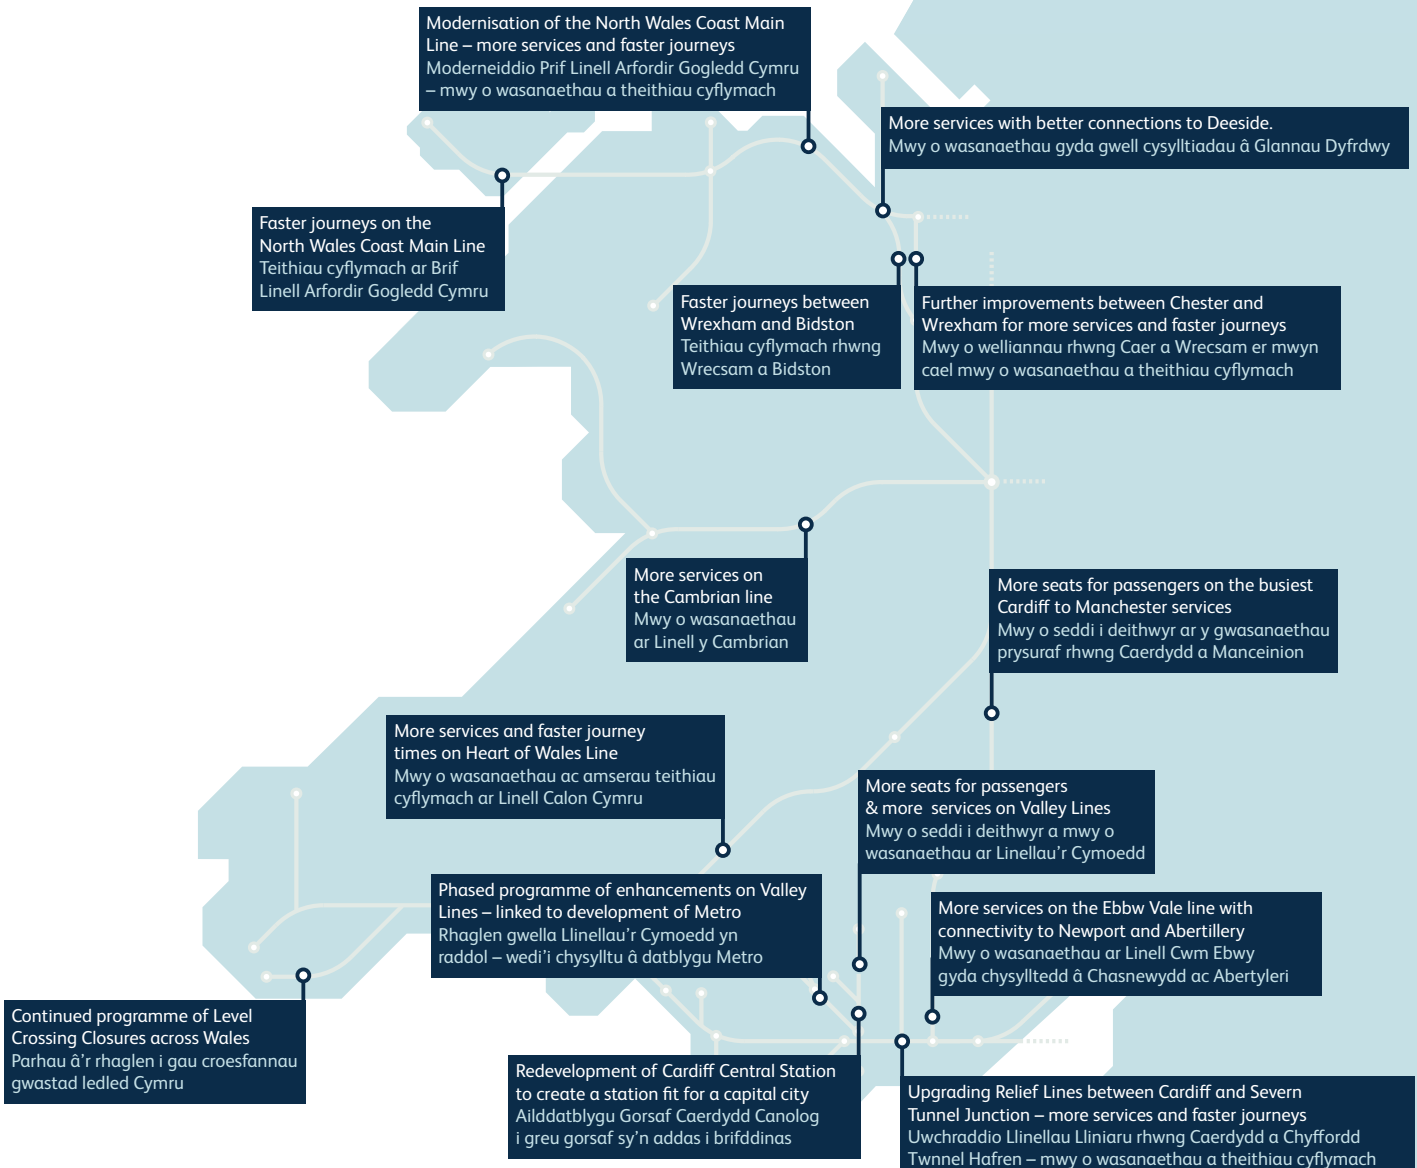 Modernisation of the North Wales Coast Main
Line – more services and faster journeys
Moderneiddio Prif Linell Arfordir Gogledd Cymru
– mwy o wasanaethau a theithiau cyflymach
More services with better connections to Deeside.
Mwy o wasanaethau gyda gwell cysylltiadau â Glannau Dyfrdwy
Faster journeys on the
North Wales Coast Main Line
Teithiau cyflymach ar Brif
Linell Arfordir Gogledd Cymru
Faster journeys between
Wrexham and Bidston
Teithiau cyflymach rhwng
Wrecsam a Bidston
Further improvements between Chester and
Wrexham for more services and faster journeys
Mwy o welliannau rhwng Caer a Wrecsam er mwyn
cael mwy o wasanaethau a theithiau cyflymach
More services on
the Cambrian line
Mwy o wasanaethau
ar Linell y Cambrian
More seats for passengers on the busiest
Cardiff to Manchester services
Mwy o seddi i deithwyr ar y gwasanaethau
prysuraf rhwng Caerdydd a Manceinion
More services and faster journey
times on Heart of Wales Line
Mwy o wasanaethau ac amserau teithiau
cyflymach ar Linell Calon Cymru
More seats for passengers
& more services on Valley Lines
Mwy o seddi i deithwyr a mwy o
wasanaethau ar Linellau'r Cymoedd
Phased programme of enhancements on Valley
Lines – linked to development of Metro
Rhaglen gwella Llinellau'r Cymoedd yn
raddol – wedi'i chysylltu â datblygu Metro
More services on the Ebbw Vale line with
connectivity to Newport and Abertillery
Mwy o wasanaethau ar Linell Cwm Ebwy
gyda chysylltedd â Chasnewydd ac Abertyleri
Continued programme of Level
Crossing Closures across Wales
Parhau â'r rhaglen i gau croesfannau
gwastad ledled Cymru
Redevelopment of Cardiff Central Station
to create a station fit for a capital city
Ailddatblygu Gorsaf Caerdydd Canolog
i greu gorsaf sy'n addas i brifddinas
Upgrading Relief Lines between Cardiff and Severn
Tunnel Junction – more services and faster journeys
Uwchraddio Llinellau Lliniaru rhwng Caerdydd a Chyffordd
Twnnel Hafren – mwy o wasanaethau a theithiau cyflymach